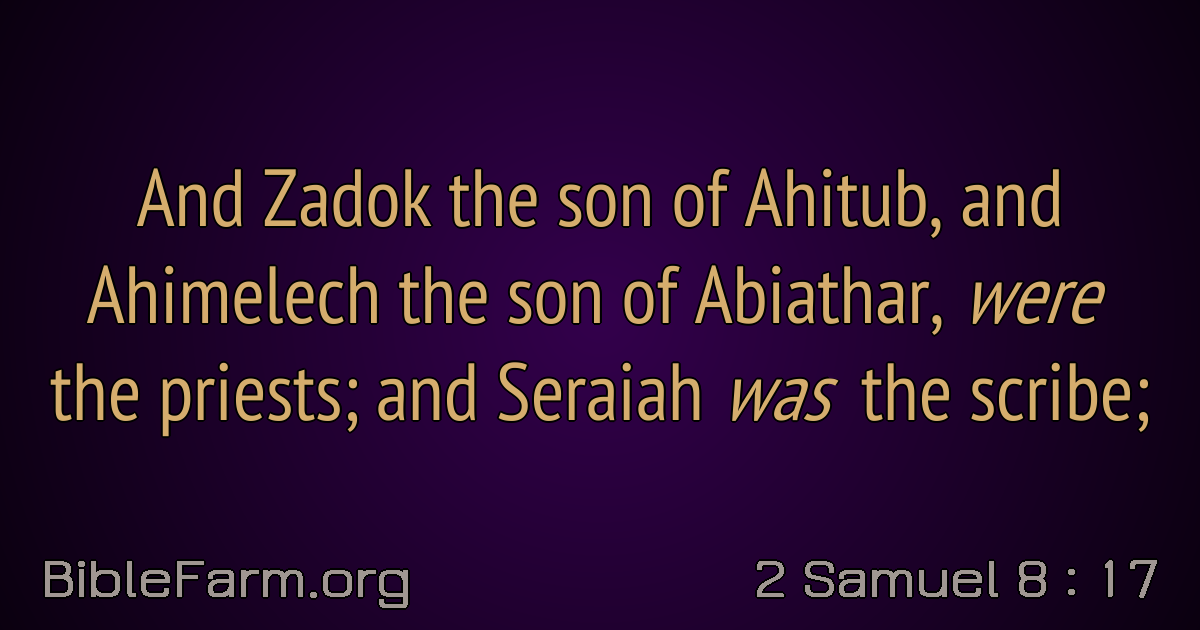 And Zadok the son of Ahitub, and
Ahimelech the son of Abiathar, were
the priests; and Seraiah was the scribe;
BibleFarm.org
2 Samuel 8 : 17